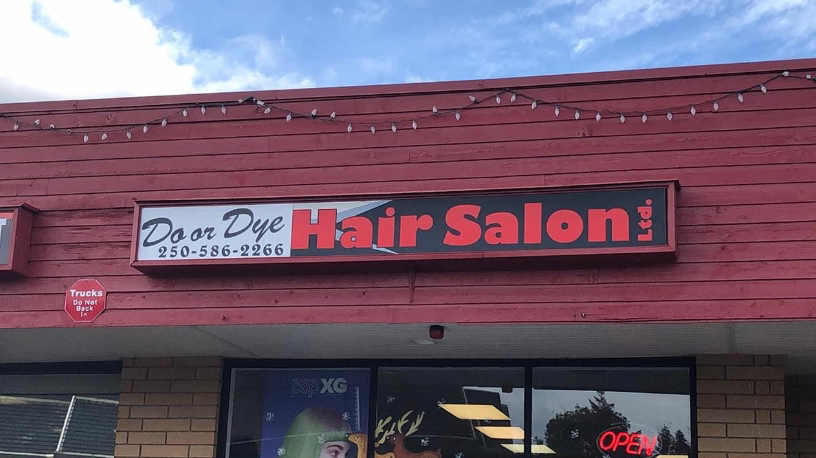 Do or Dye
250-586-2266
Hair Salon Ltd.
Trucks
Do Not
Back
In
pop XG
OPEN